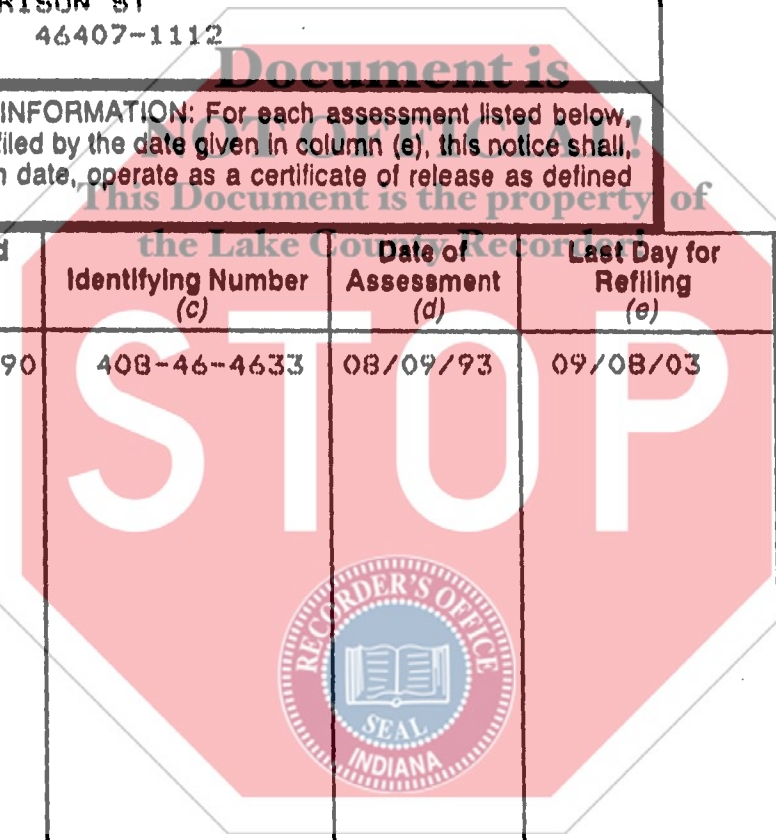 RISON ST
46407-1112
Document is
INFORMATION: For each assessment listed below,
NOT OFFICIAL!
filed by the date given in column (e), this notice shall,
n date, operate as a certificate of release as defined
This Document is the property of
the Lake County Recorder!
d
Identifying Number
(c)
Date of
Assessment
(d)
Last Day for
Refiling
(e)
90 408-46-4633 08/09/93 09/08/03
STOP
RECORDER'S OFFICE
SEAL
INDIANA